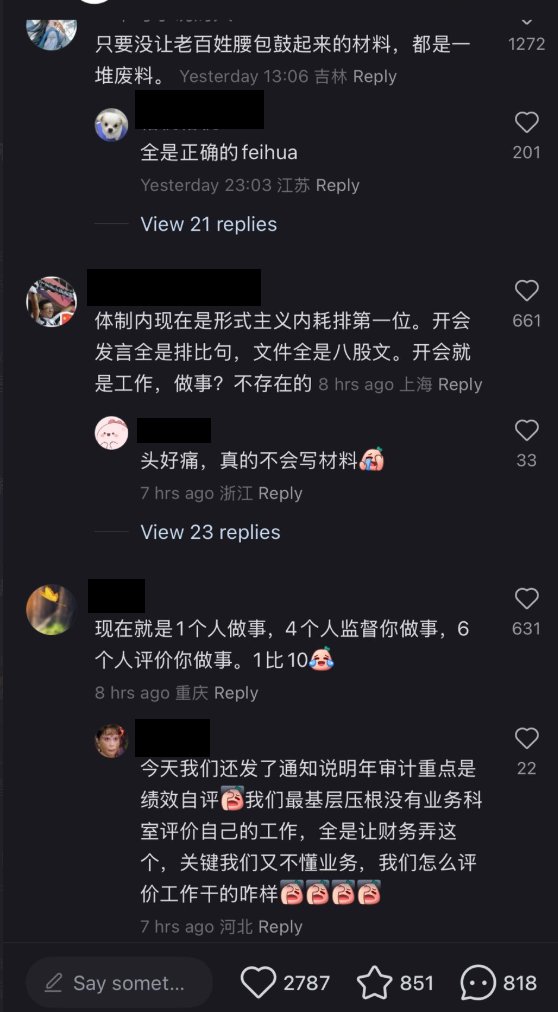 只要没让老百姓腰包鼓起来的材料，都是一
堆废料。 Yesterday 13:06 吉林 Reply
1272
全是正确的feihua
201
Yesterday 23:03 江苏 Reply
View 21 replies
体制内现在是形式主义内耗排第一位。开会
661
发言全是排比句，文件全是八股文。开会就
是工作，做事？不存在的 8 hrs ago 上海 Reply
头好痛，真的不会写材料
33
7 hrs ago 浙江 Reply
View 23 replies
现在就是1个人做事，4个人监督你做事，6
631
个人评价你做事。1比10
8 hrs ago 重庆 Reply
今天我们还发了通知说明年审计重点是
22
绩效自评我们最基层压根没有业务科
室评价自己的工作，全是让财务弄这
个，关键我们又不懂业务，我们怎么评
价工作干的咋样
7 hrs ago 河北 Reply
Say somet...
2787
851
818